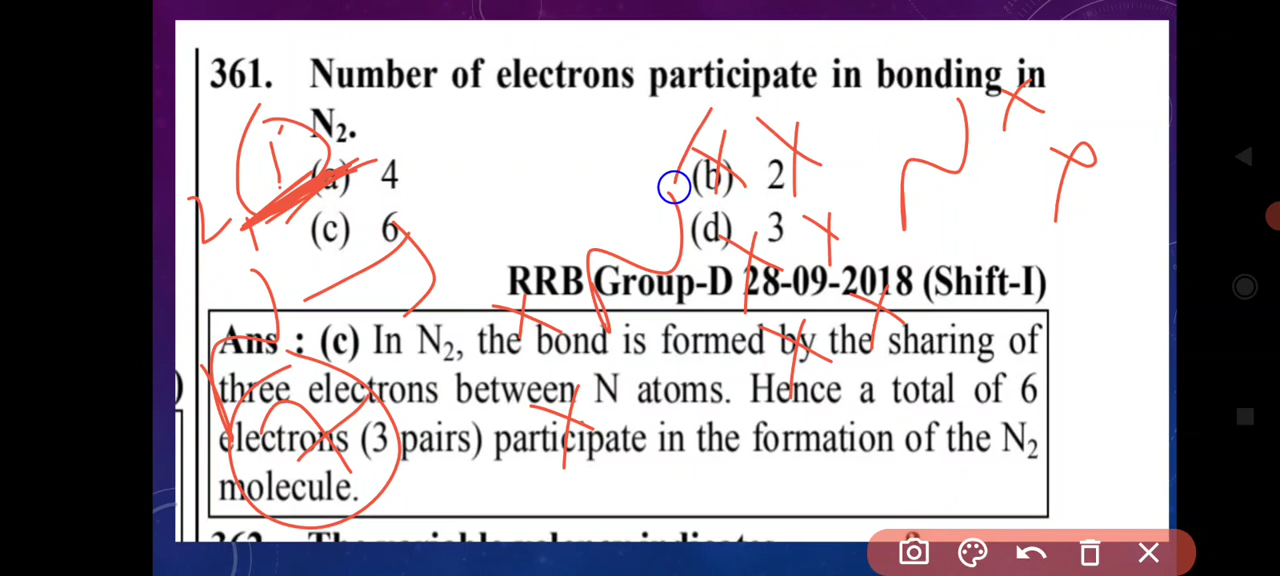 361. Number of electrons participate in bonding in
N₂.
(a) 4 (b) 2
(c) 6 (d) 3
RRB Group-D 28-09-2018 (Shift-I)
Ans : (c) In N₂, the bond is formed by the sharing of
three electrons between N atoms. Hence a total of 6
electrons (3 pairs) participate in the formation of the N₂
molecule.